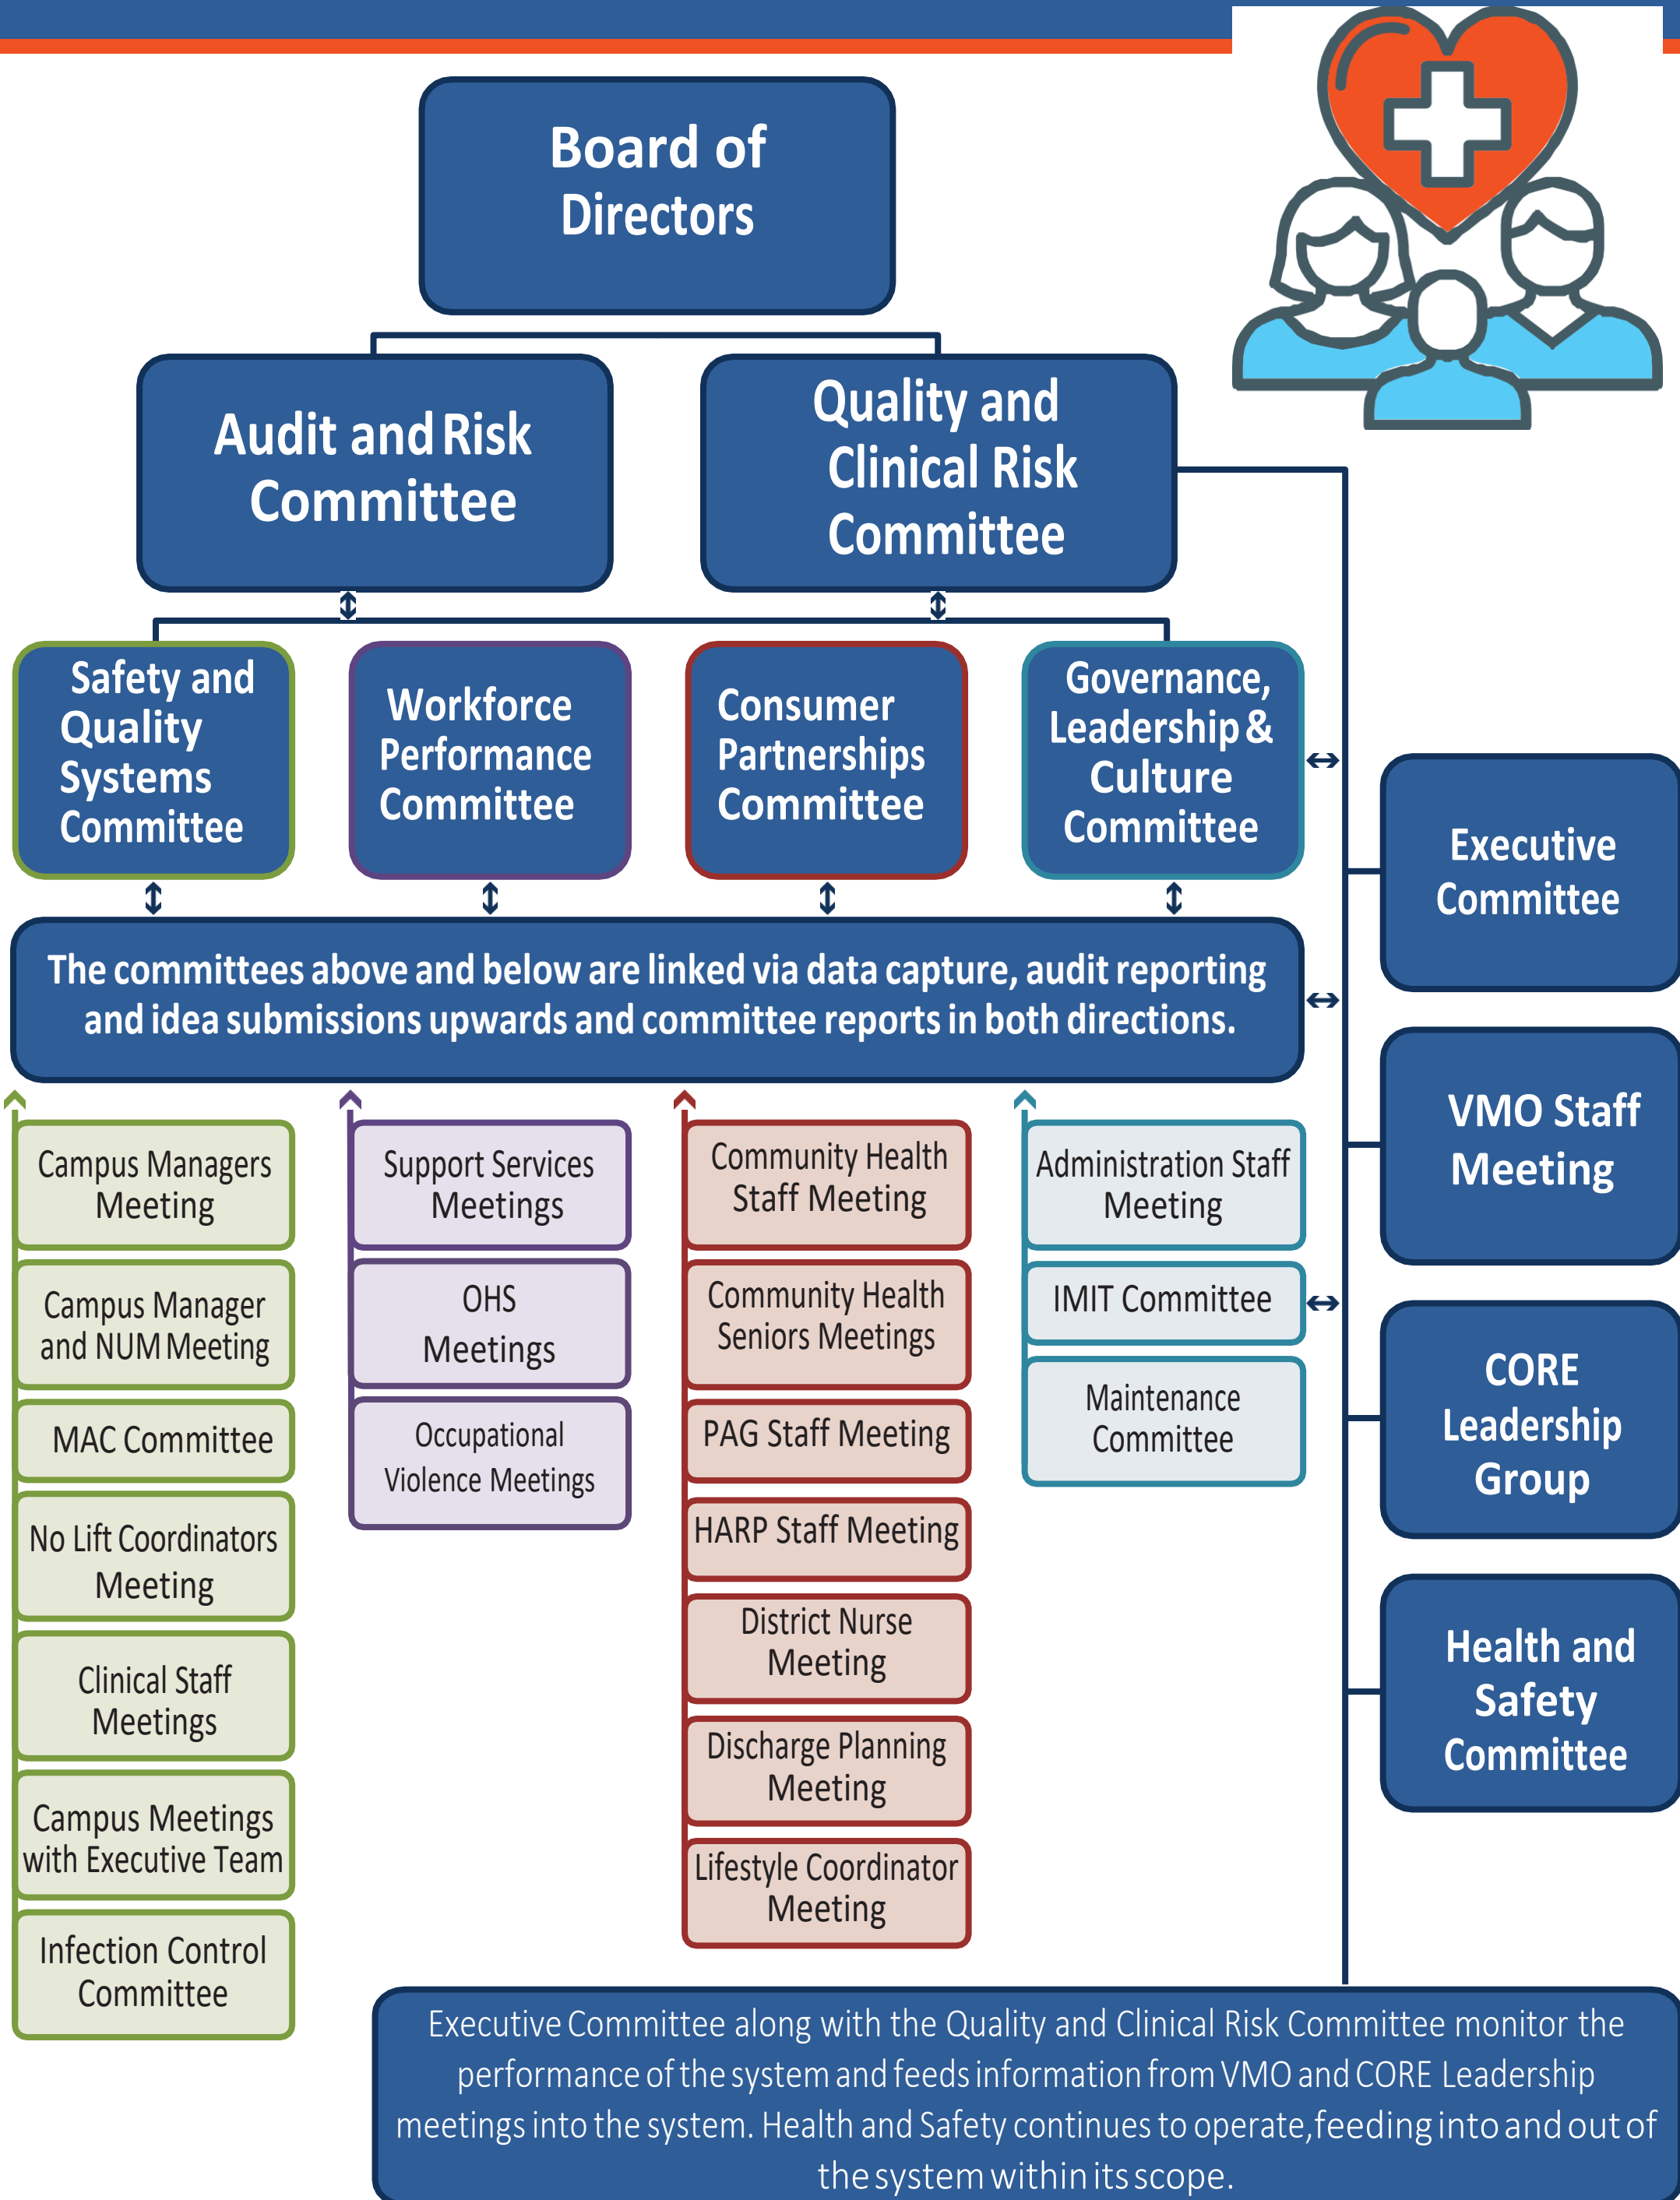 Board of
Directors
Audit and Risk
Committee
Quality and
Clinical Risk
Committee
Safety and
Quality
Systems
Committee
Workforce
Performance
Committee
Consumer
Partnerships
Committee
Governance,
Leadership &
Culture
Committee
The committees above and below are linked via data capture, audit reporting
and idea submissions upwards and committee reports in both directions.
Campus Managers
Meeting
Campus Manager
and NUM Meeting
MAC Committee
No Lift Coordinators
Meeting
Clinical Staff
Meetings
Campus Meetings
with Executive Team
Infection Control
Committee
Support Services
Meetings
OHS
Meetings
Occupational
Violence Meetings
Community Health
Staff Meeting
Community Health
Seniors Meetings
PAG Staff Meeting
HARP Staff Meeting
District Nurse
Meeting
Discharge Planning
Meeting
Lifestyle Coordinator
Meeting
Administration Staff
Meeting
IMIT Committee
Maintenance
Committee
Executive
Committee
VMO Staff
Meeting
CORE
Leadership
Group
Health and
Safety
Committee
Executive Committee along with the Quality and Clinical Risk Committee monitor the
performance of the system and feeds information from VMO and CORE Leadership
meetings into the system. Health and Safety continues to operate, feeding into and out of
the system within its scope.